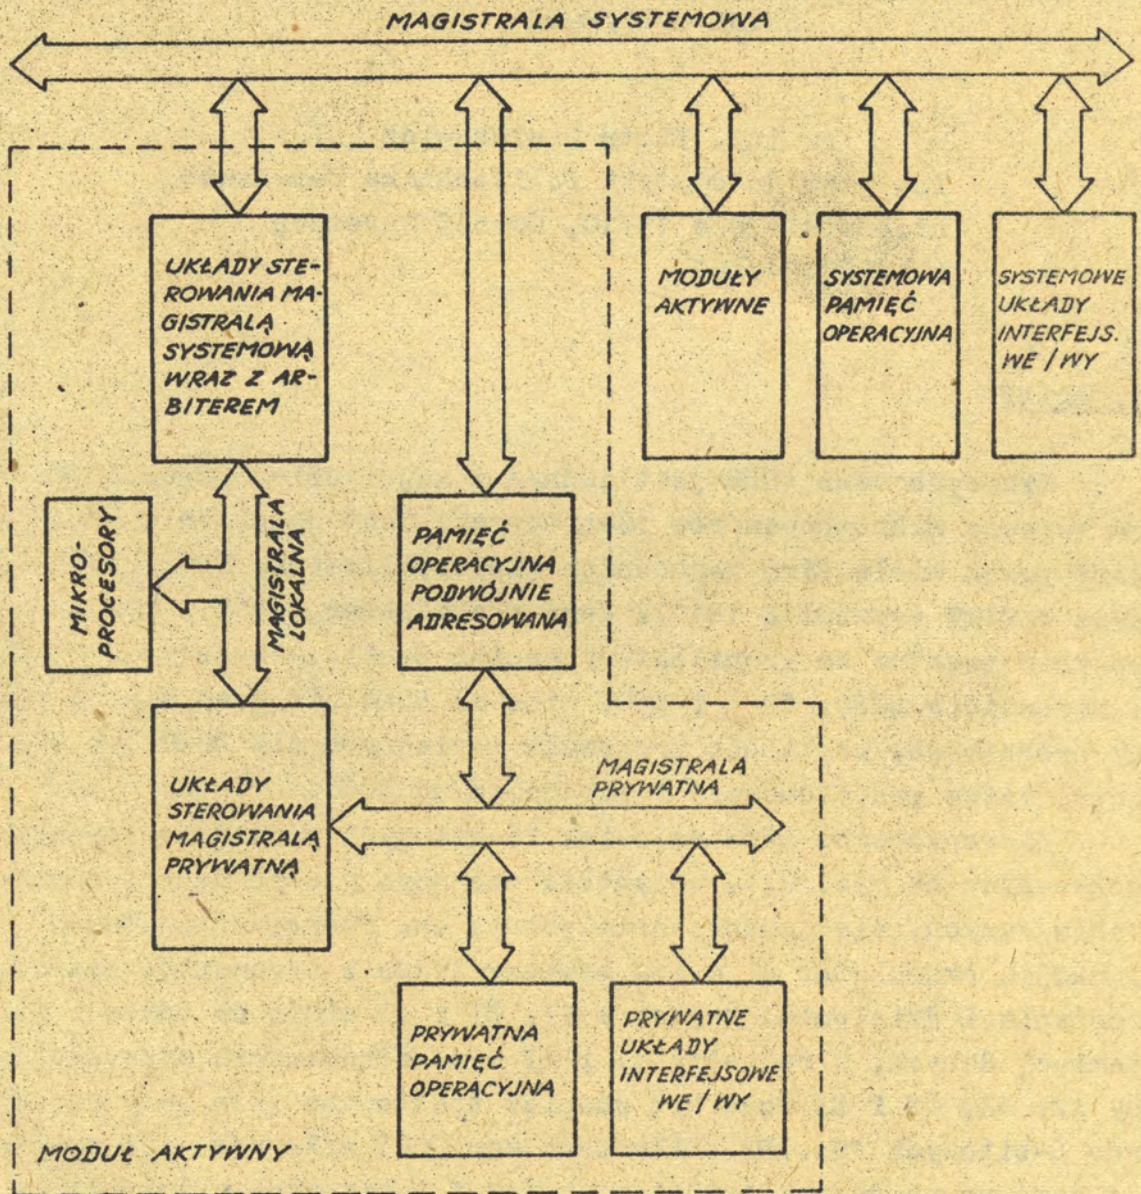 MAGISTRALA SYSTEMOWA
UKŁADY STE-
ROWANIA MA-
GISTRALĄ
SYSTEMOWĄ
WRAZ Z AR-
BITEREM
MODUŁY
AKTYWNE
SYSTEMOWA
PAMIĘĆ
OPERACYJNA
SYSTEMOWE
UKŁADY
INTERFEJS.
WE / WY
MIKRO-
PROCESORY
MAGISTRALA
LOKALNA
PAMIĘĆ
OPERACYJNA
PODWÓJNIE
ADRESOWANA
UKŁADY
STEROWANIA
MAGISTRALĄ
PRYWATNĄ
MAGISTRALA
PRYWATNA
PRYWATNA
PAMIĘĆ
OPERACYJNA
PRYWATNE
UKŁADY
INTERFEJSOWE
WE / WY
MODUŁ AKTYWNY